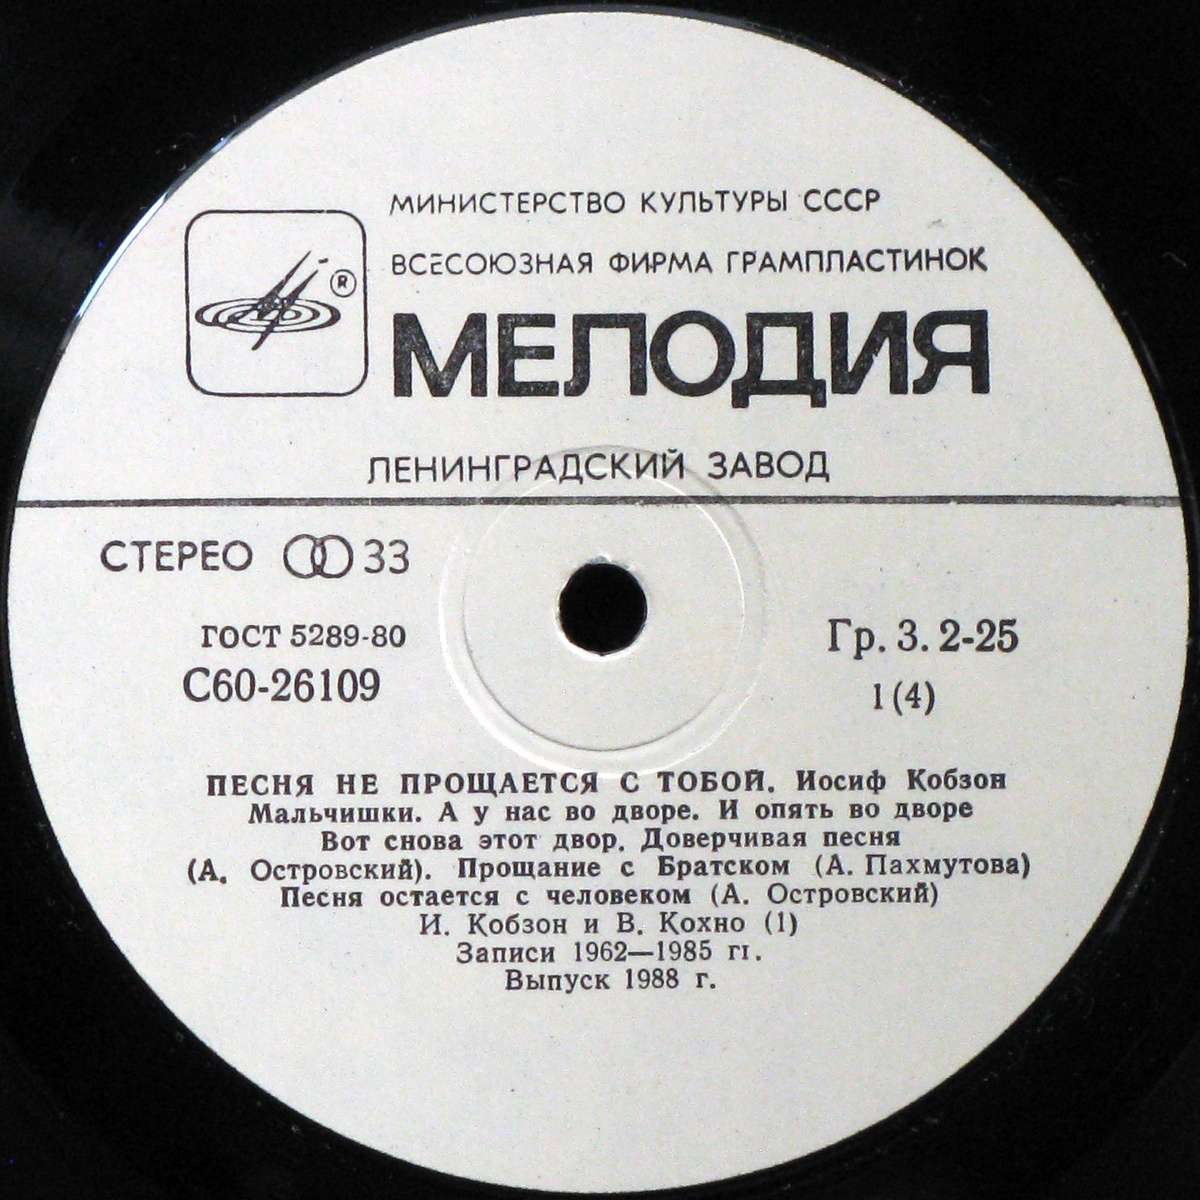 МИНИСТЕРСТВО КУЛЬТУРЫ СССР
ВСЕСОЮЗНАЯ ФИРМА ГРАМПЛАСТИНОК
®
МЕЛОДИЯ
ЛЕНИНГРАДСКИЙ ЗАВОД
СТЕРЕО 33
ГОСТ 5289-80
С60-26109
Гр. 3. 2-25
1 (4)
ПЕСНЯ НЕ ПРОЩАЕТСЯ С ТОБОЙ. Иосиф Кобзон
Мальчишки. А у нас во дворе. И опять во дворе
Вот снова этот двор. Доверчивая песня
(А. Островский). Прощание с Братском (А. Пахмутова)
Песня остается с человеком (А. Островский)
И. Кобзон и В. Кохно (1)
Записи 1962—1985 гг.
Выпуск 1988 г.